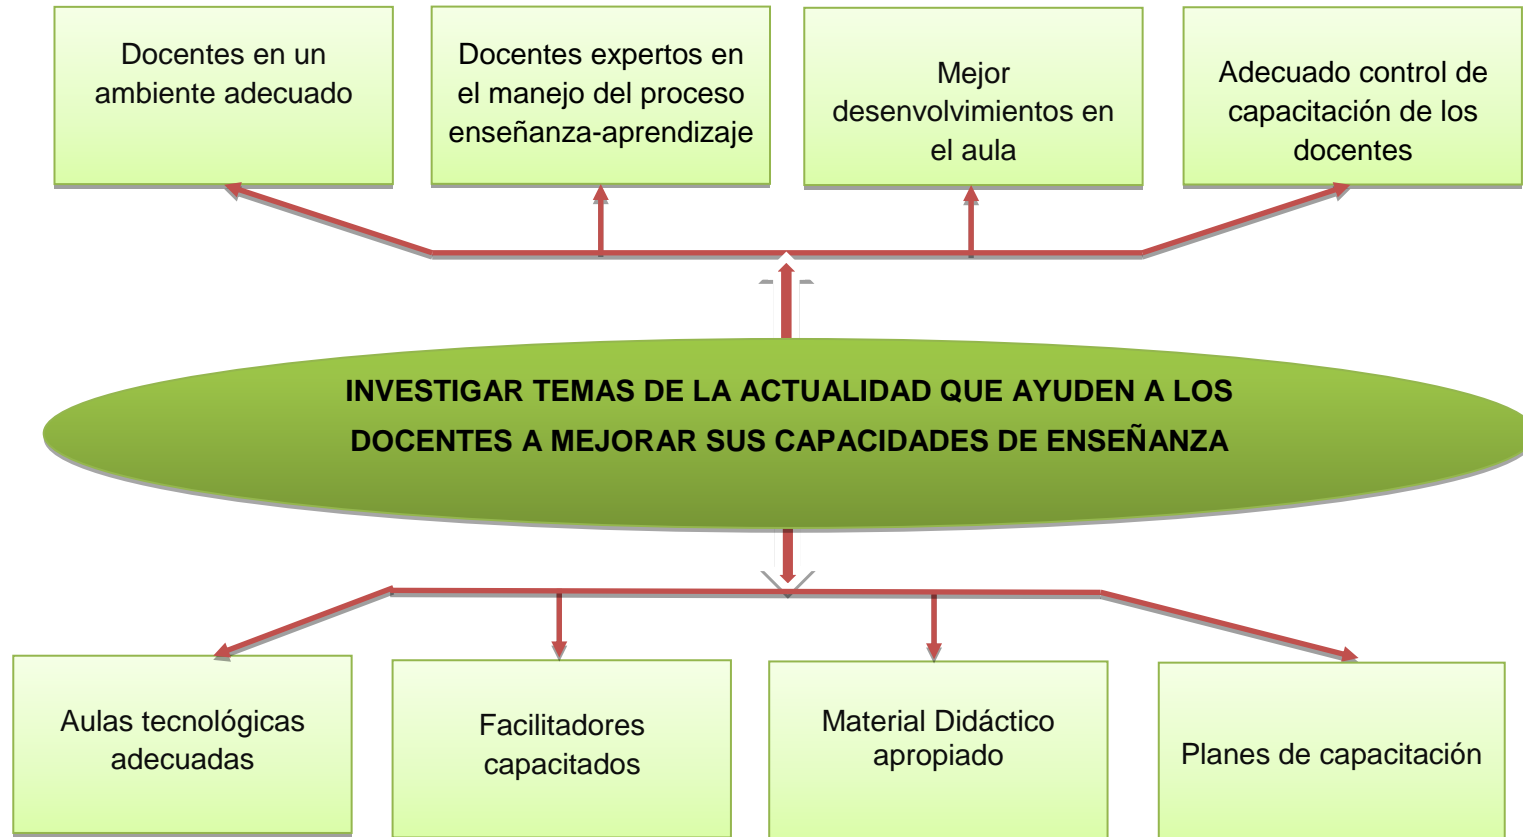 Docentes en un
ambiente adecuado
Docentes expertos en
el manejo del proceso
enseñanza-aprendizaje
Mejor
desenvolvimientos en
el aula
Adecuado control de
capacitación de los
docentes
INVESTIGAR TEMAS DE LA ACTUALIDAD QUE AYUDEN A LOS
DOCENTES A MEJORAR SUS CAPACIDADES DE ENSEÑANZA
Aulas tecnológicas
adecuadas
Facilitadores
capacitados
Material Didáctico
apropiado
Planes de capacitación